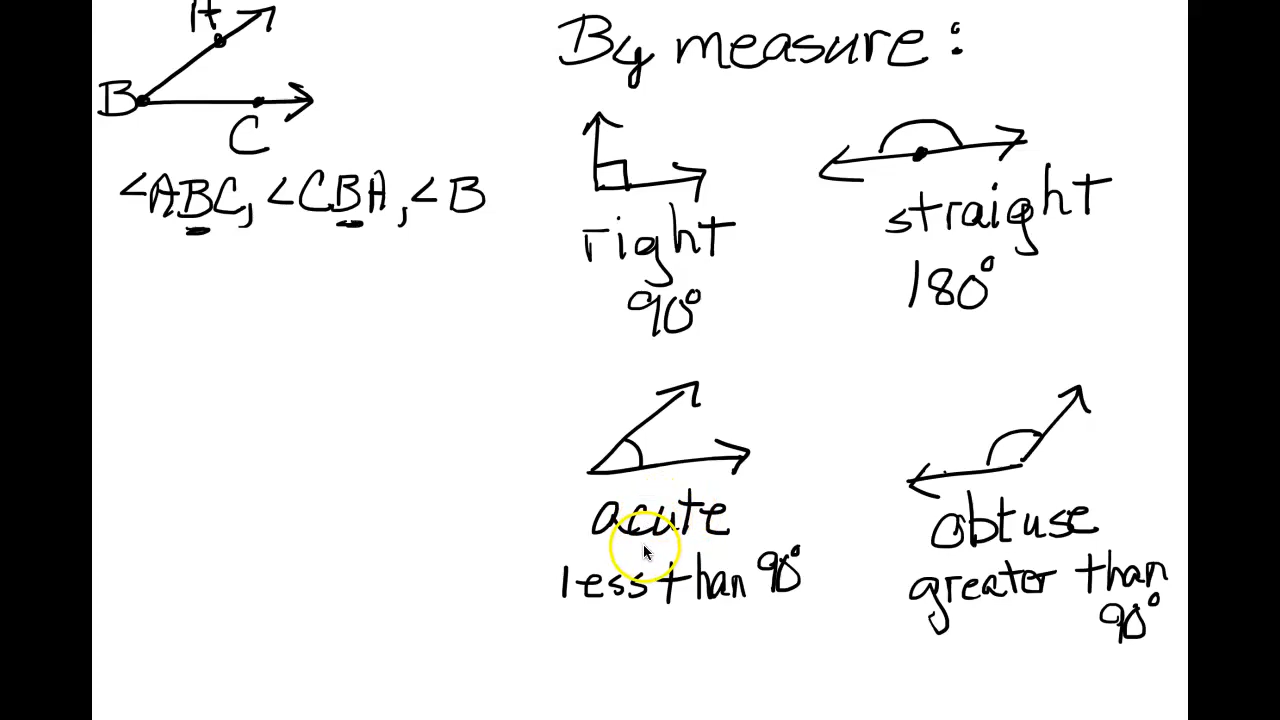 A
B
C
<ABC, <CBA, <B
By measure:
right
90°
straight
180°
acute
less than 90°
obtuse
greater than
90°